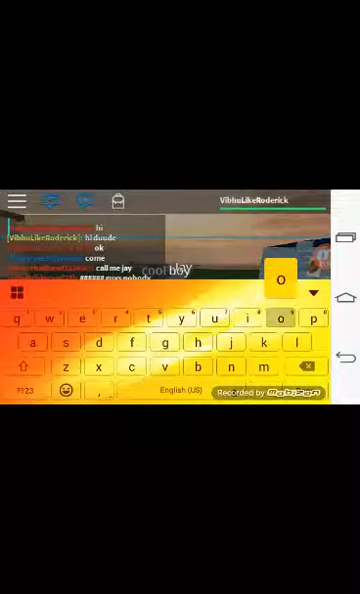 VibhuLikeRoderick
hi
[VibhuLikeRoderick]: hi duude
ok
come
call me jay
cool boy
jay
###### guys nobody
o
q w e r t y u i o p
a s d f g h j k l
z x c v b n m
?123 , English (US)
Recorded by mobizen